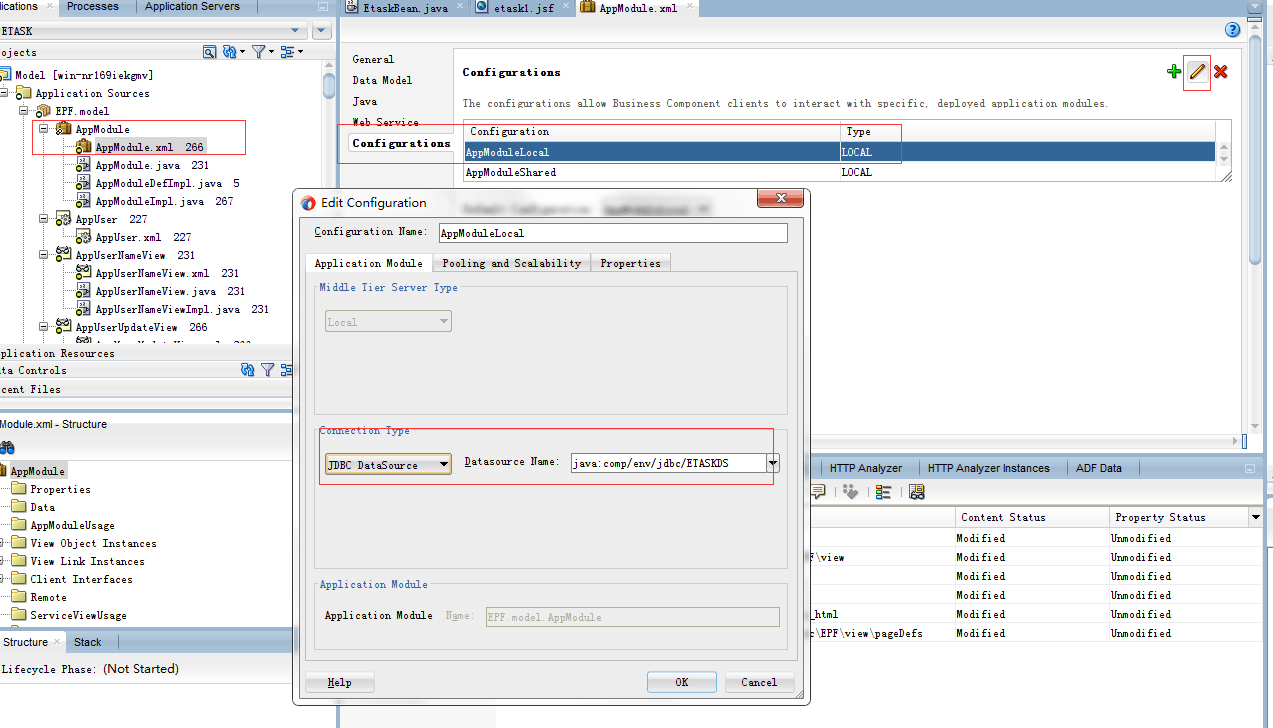 ications
Processes
Application Servers
ETASK
ojects
Model [win-nr169iekgmv]
Application Sources
EPF.model
AppModule
AppModule.xml 266
AppModule.java 231
AppModuleDefImpl.java 5
AppModuleImpl.java 267
AppUser 227
AppUser.xml 227
AppUserNameView 231
AppUserNameView.xml 231
AppUserNameView.java 231
AppUserNameViewImpl.java 231
AppUserUpdateView 266
plication Resources
ta Controls
cent Files
Module.xml - Structure
AppModule
Properties
Data
AppModuleUsage
View Object Instances
View Link Instances
Client Interfaces
Remote
ServiceViewUsage
Structure
Stack
Lifecycle Phase: (Not Started)
EtaskBean.java
etask1.jsf
AppModule.xml
General
Data Model
Java
Web Service
Configurations
Configurations
The configurations allow Business Component clients to interact with specific, deployed application modules.
Configuration Type
AppModuleLocal LOCAL
AppModuleShared LOCAL
Edit Configuration
Configuration Name: AppModuleLocal
Application Module
Pooling and Scalability
Properties
Middle Tier Server Type
Local
Connection Type
JDBC DataSource
Datasource Name: java:comp/env/jdbc/ETASKDS
Application Module
Application Module Name: EPF.model.AppModule
Help
OK
Cancel
HTTP Analyzer
HTTP Analyzer Instances
ADF Data
Content Status Property Status
Modified Unmodified
F\view Modified Unmodified
Modified Unmodified
Modified Unmodified
_html Modified Unmodified
c\EPF\view\pageDefs Modified Unmodified